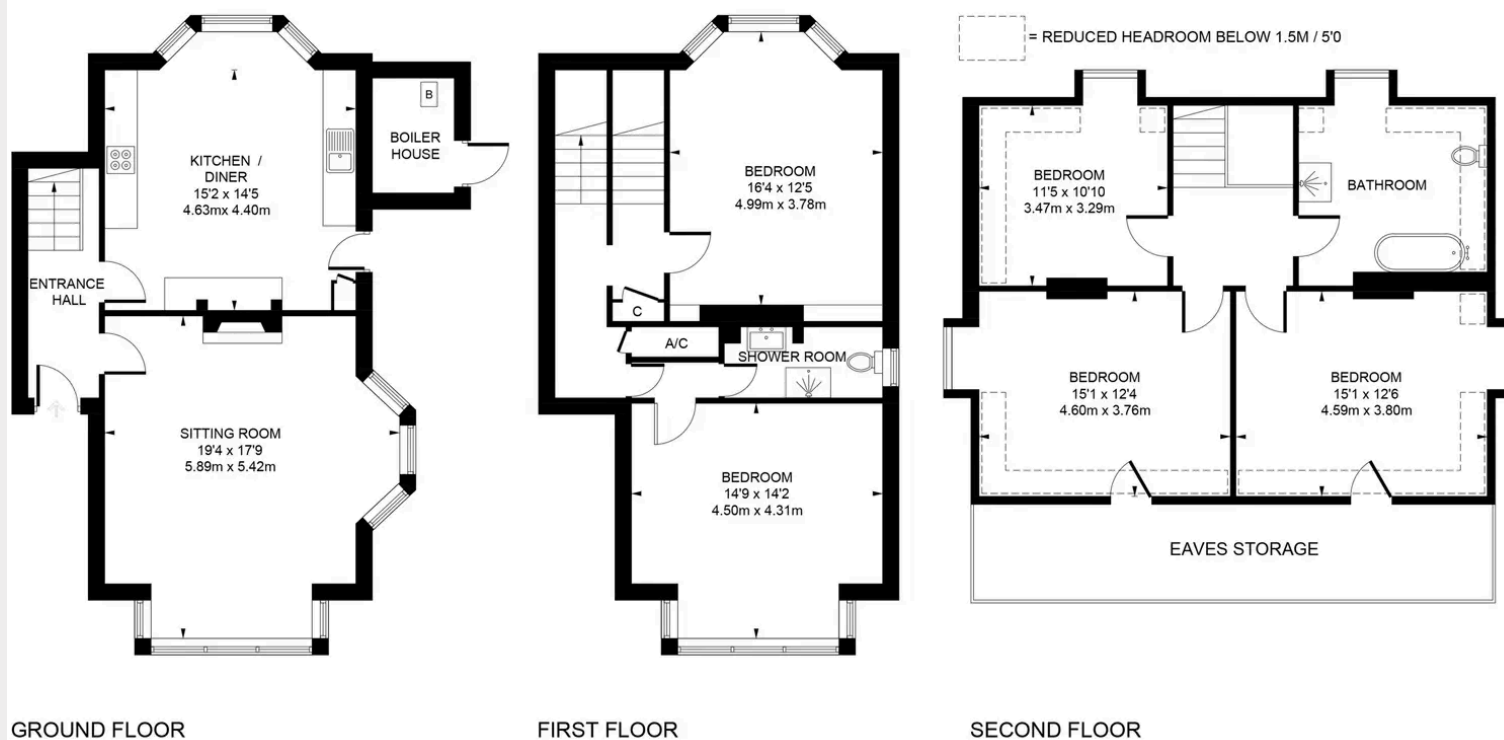 = REDUCED HEADROOM BELOW 1.5M / 5'0
B
BOILER
HOUSE
KITCHEN /
DINER
15'2 x 14'5
4.63mx 4.40m
ENTRANCE
HALL
SITTING ROOM
19'4 x 17'9
5.89m x 5.42m
GROUND FLOOR
BEDROOM
16'4 x 12'5
4.99m x 3.78m
C
A/C
SHOWER ROOM
BEDROOM
14'9 x 14'2
4.50m x 4.31m
FIRST FLOOR
BEDROOM
11'5 x 10'10
3.47m x 3.29m
BATHROOM
BEDROOM
15'1 x 12'4
4.60m x 3.76m
BEDROOM
15'1 x 12'6
4.59m x 3.80m
EAVES STORAGE
SECOND FLOOR